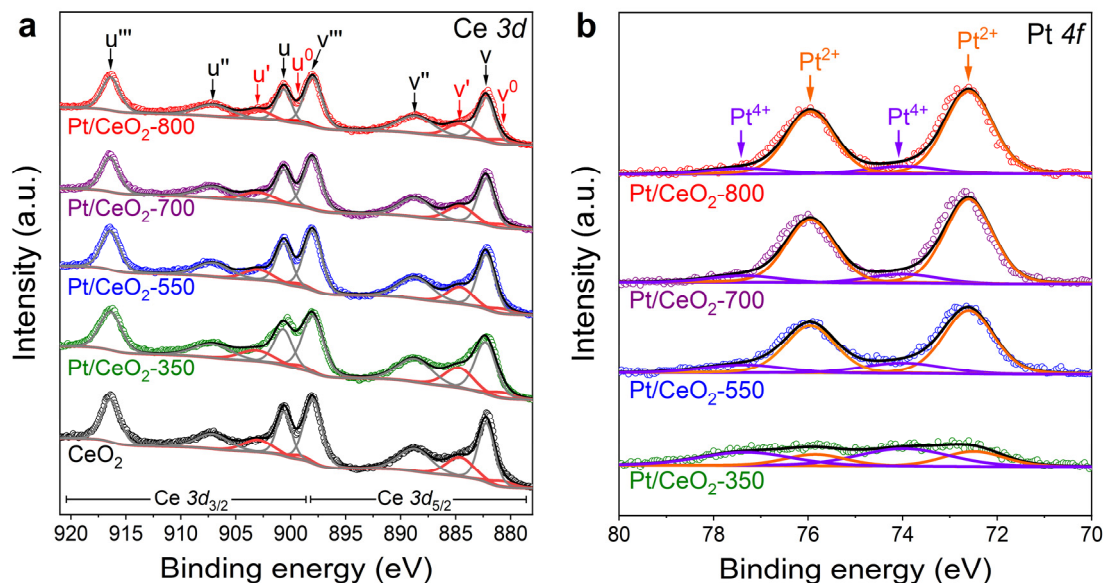 a
Ce 3d
u''' u'' u' u u⁰ v''' v'' v' v v⁰
Pt/CeO₂-800
Pt/CeO₂-700
Pt/CeO₂-550
Pt/CeO₂-350
CeO₂
Ce 3d₃/₂ Ce 3d₅/₂
920 915 910 905 900 895 890 885 880
Binding energy (eV)
Intensity (a.u.)
b
Pt 4f
Pt⁴⁺ Pt²⁺ Pt⁴⁺ Pt²⁺
Pt/CeO₂-800
Pt/CeO₂-700
Pt/CeO₂-550
Pt/CeO₂-350
80 78 76 74 72 70
Binding energy (eV)
Intensity (a.u.)